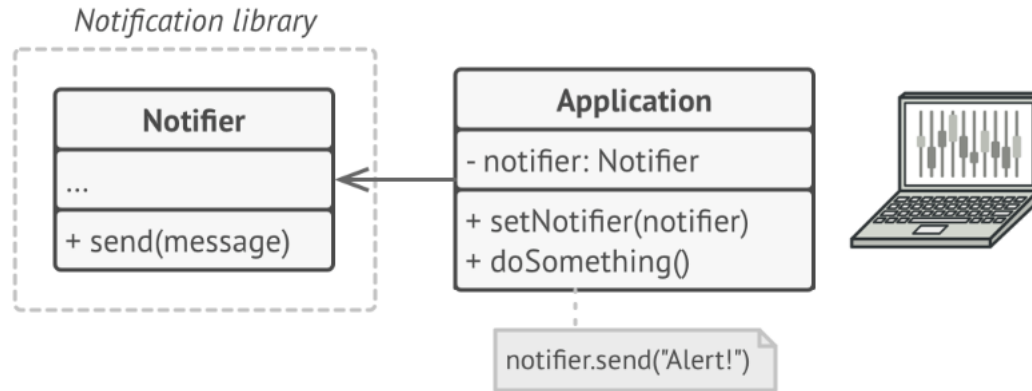 Notification library
Notifier
...
+ send(message)
Application
- notifier: Notifier
+ setNotifier(notifier)
+ doSomething()
notifier.send("Alert!")